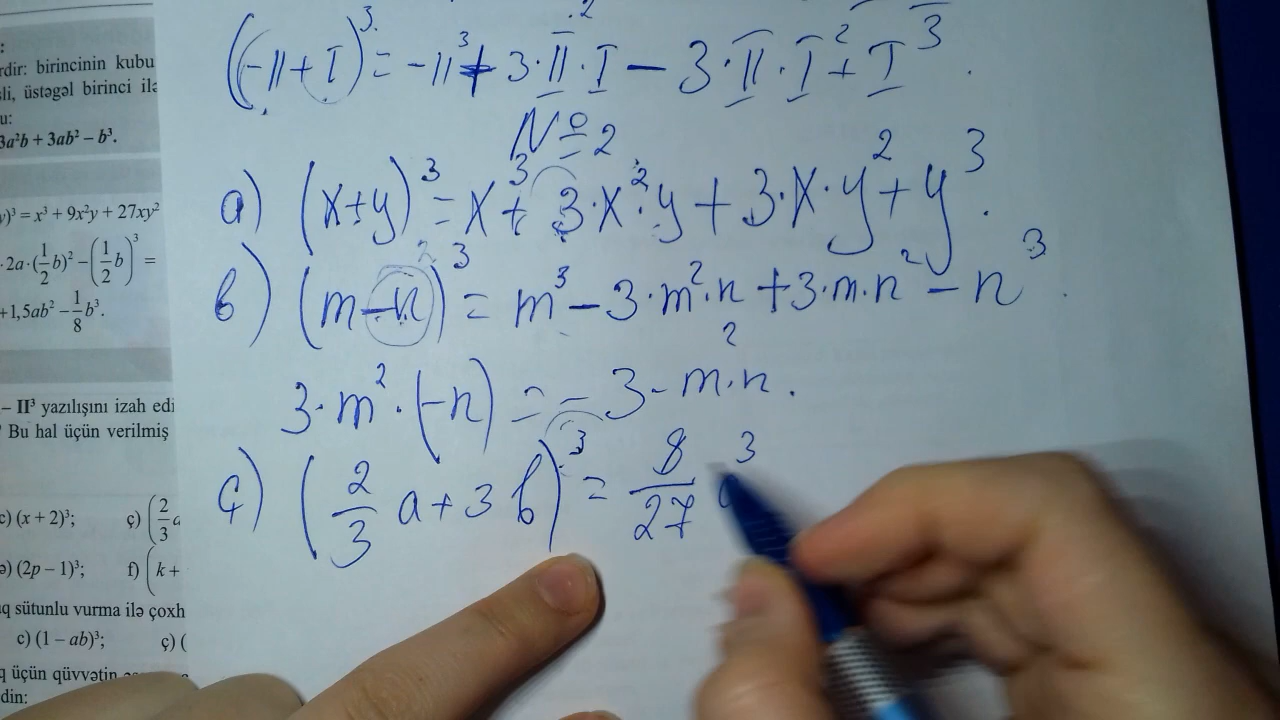 :
rdir: birincinin kubu
sli, üstəgəl birinci ilə
u:
3a²b + 3ab² – b³.
y)³ = x³ + 9x²y + 27xy²
· 2a·(1/2 b)² – (1/2 b)³ =
+ 1,5ab² – 1/8 b³.
– II³ yazılışını izah edi
? Bu hal üçün verilmiş
c) (x + 2)³; ç) (2/3 a
ə) (2p – 1)³; f) (k +
ıq sütunlu vurma ilə çoxh
c) (1 – ab)³; ç) (
q üçün qüvvətin
din:
(-II + I)³ = -II³ + 3·II²·I - 3·II·I² + I³.
№2
a) (x+y)³ = x³ + 3·x²·y + 3·x·y² + y³.
b) (m-n)³ = m³ - 3·m²·n + 3·m·n² - n³.
3·m²·(-n) = -3·m²·n.
ç) (2/3 a + 3b)³ = 8/27 a³